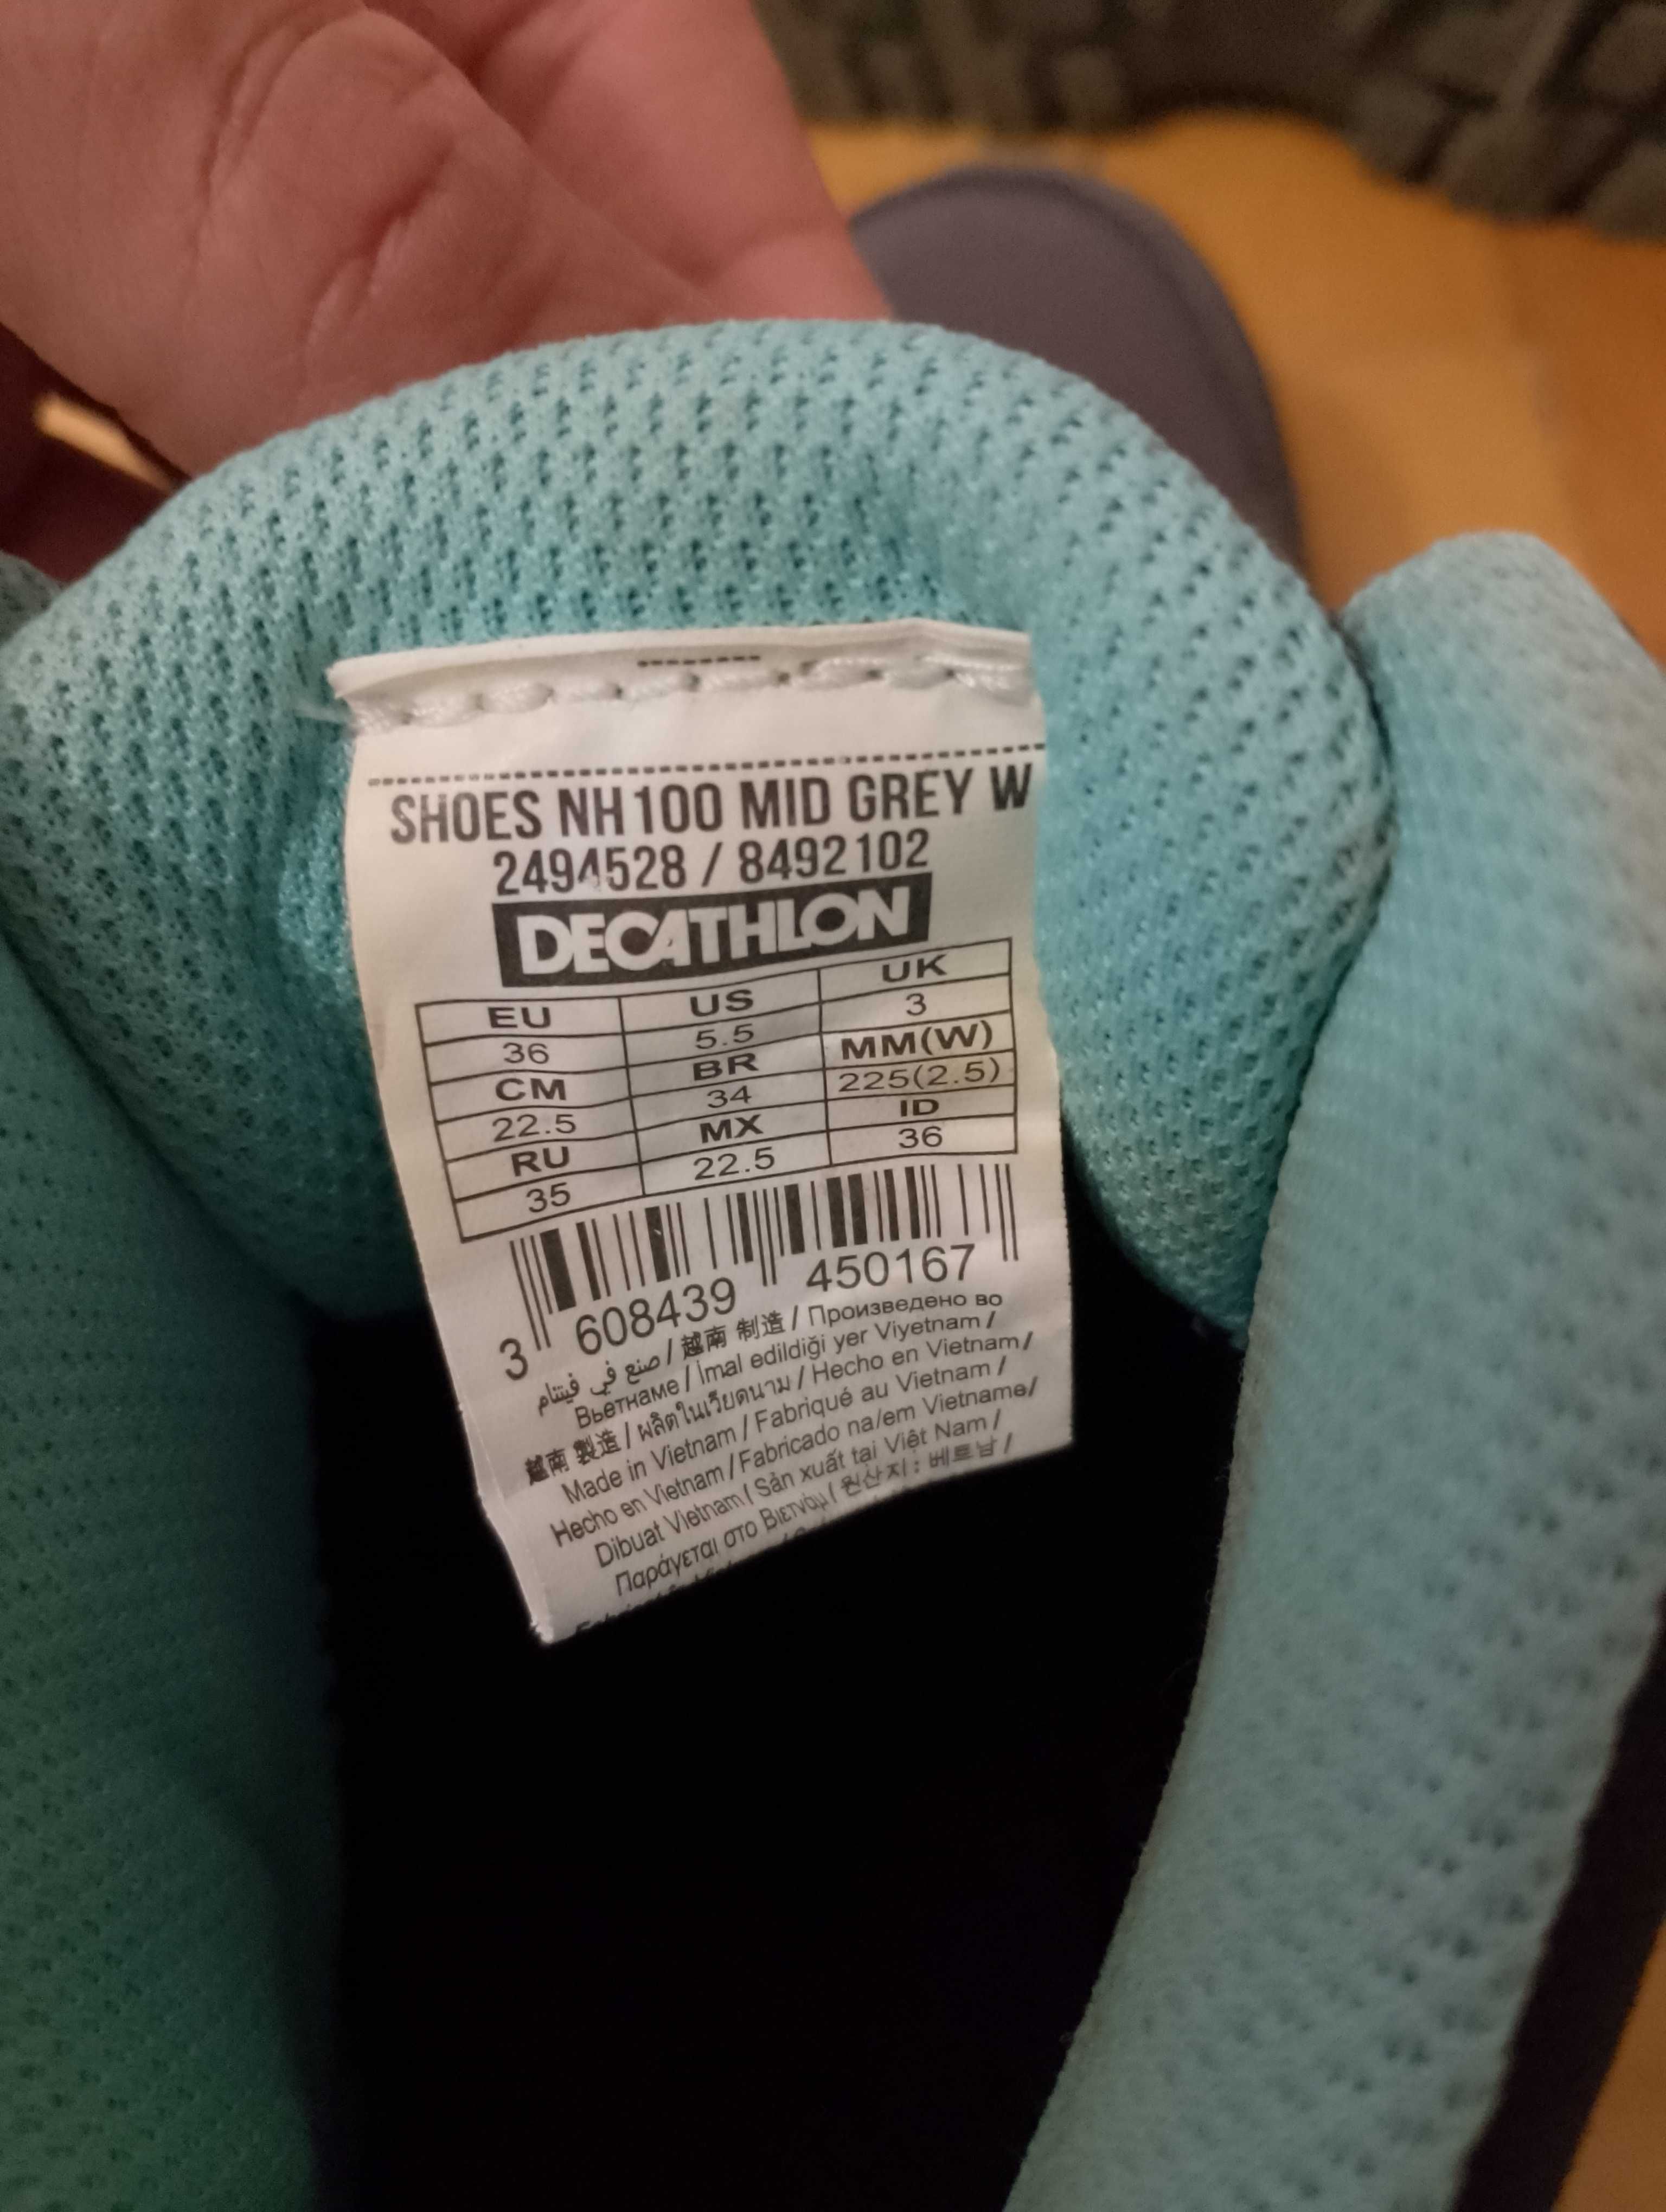 SHOES NH100 MID GREY W
2494528 / 8492102
DECATHLON
EU US UK
36 5.5 3
CM BR MM(W)
22.5 34 225(2.5)
RU MX ID
35 22.5 36
3 608439 450167
صنع في فيتنام / 越南 制造 / Произведено во
Вьетнаме / İmal edildiği yer Viyetnam /
越南 製造 / ผลิตในเวียดนาม / Hecho en Vietnam /
Made in Vietnam / Fabriqué au Vietnam /
Hecho en Vietnam / Fabricado na/em Vietname/
Dibuat Vietnam / Sản xuất tại Việt Nam /
Παράγεται στο Βιετνάμ / 원산지 : 베트남 /